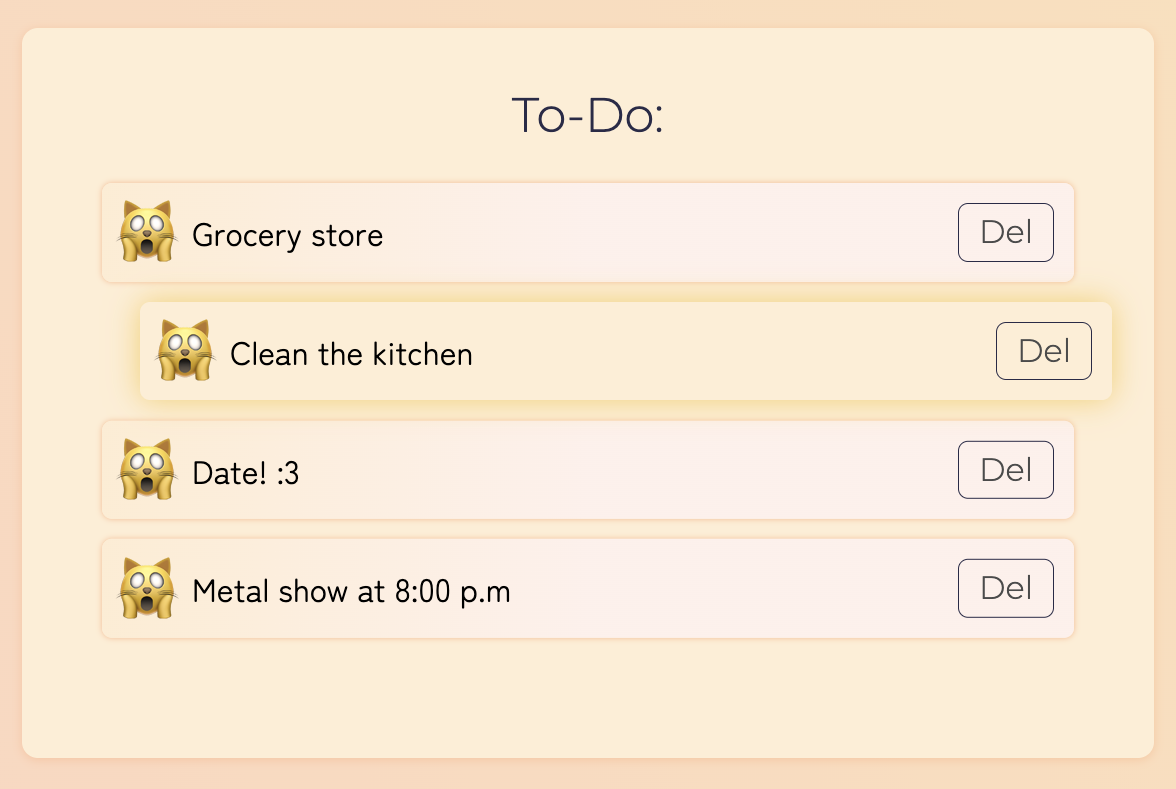 To-Do:
Grocery store
Del
Clean the kitchen
Del
Date! :3
Del
Metal show at 8:00 p.m
Del